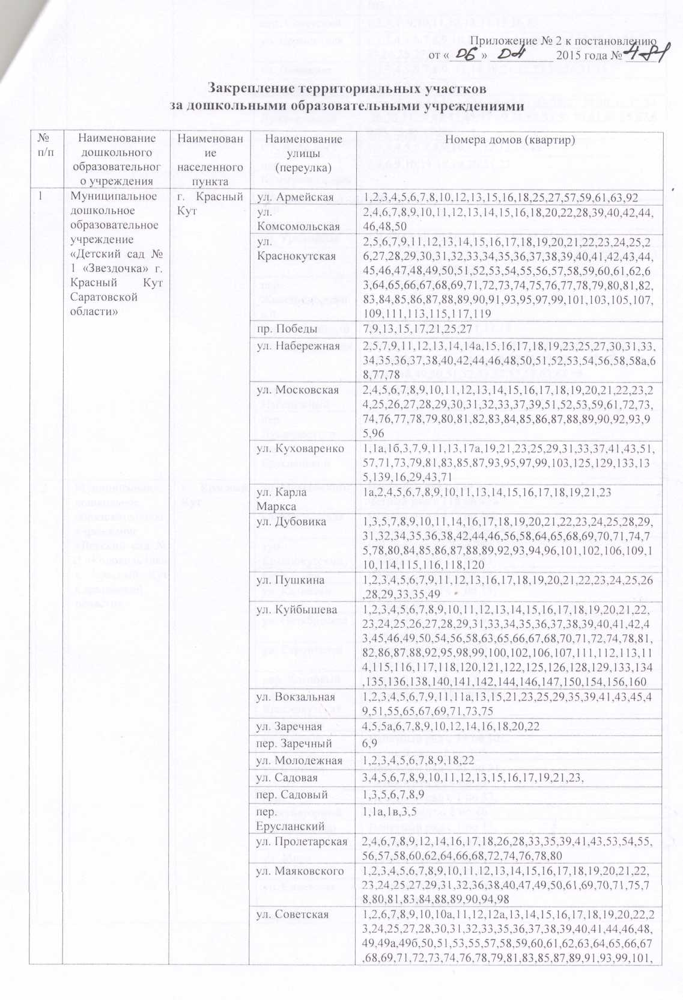 Приложение № 2 к постановлению
от « 06 » 04 2015 года № 481
Закрепление территориальных участков
за дошкольными образовательными учреждениями
№
п/п
Наименование
дошкольного
образовательног
о учреждения
Наименован
ие
населенного
пункта
Наименование
улицы
(переулка)
Номера домов (квартир)
1
Муниципальное
дошкольное
образовательное
учреждение
«Детский сад №
1 «Звездочка» г.
Красный Кут
Саратовской
области»
г. Красный
Кут
ул. Армейская
1,2,3,4,5,6,7,8,10,12,13,15,16,18,25,27,57,59,61,63,92
ул.
Комсомольская
2,4,6,7,8,9,10,11,12,13,14,15,16,18,20,22,28,39,40,42,44,
46,48,50
ул.
Краснокутская
2,5,6,7,9,11,12,13,14,15,16,17,18,19,20,21,22,23,24,25,2
6,27,28,29,30,31,32,33,34,35,36,37,38,39,40,41,42,43,44,
45,46,47,48,49,50,51,52,53,54,55,56,57,58,59,60,61,62,6
3,64,65,66,67,68,69,71,72,73,74,75,76,77,78,79,80,81,82,
83,84,85,86,87,88,89,90,91,93,95,97,99,101,103,105,107,
109,111,113,115,117,119
пр. Победы
7,9,13,15,17,21,25,27
ул. Набережная
2,5,7,9,11,12,13,14,14а,15,16,17,18,19,23,25,27,30,31,33,
34,35,36,37,38,40,42,44,46,48,50,51,52,53,54,56,58,58а,6
8,77,78
ул. Московская
2,4,5,6,7,8,9,10,11,12,13,14,15,16,17,18,19,20,21,22,23,2
4,25,26,27,28,29,30,31,32,33,37,39,51,52,53,59,61,72,73,
74,76,77,78,79,80,81,82,83,84,85,86,87,88,89,90,92,93,9
5,96
ул. Куховаренко
1,1а,1б,3,7,9,11,13,17а,19,21,23,25,29,31,33,37,41,43,51,
57,71,73,79,81,83,85,87,93,95,97,99,103,125,129,133,13
5,139,16,29,43,71
ул. Карла
Маркса
1а,2,4,5,6,7,8,9,10,11,13,14,15,16,17,18,19,21,23
ул. Дубовика
1,3,5,7,8,9,10,11,14,16,17,18,19,20,21,22,23,24,25,28,29,
31,32,34,35,36,38,42,44,46,56,58,64,65,68,69,70,71,74,7
5,78,80,84,85,86,87,88,89,92,93,94,96,101,102,106,109,1
10,114,115,116,118,120
ул. Пушкина
1,2,3,4,5,6,7,9,11,12,13,16,17,18,19,20,21,22,23,24,25,26
,28,29,33,35,49
ул. Куйбышева
1,2,3,4,5,6,7,8,9,10,11,12,13,14,15,16,17,18,19,20,21,22,
23,24,25,26,27,28,29,31,33,34,35,36,37,38,39,40,41,42,4
3,45,46,49,50,54,56,58,63,65,66,67,68,70,71,72,74,78,81,
82,86,87,88,92,95,98,99,100,102,106,107,111,112,113,11
4,115,116,117,118,120,121,122,125,126,128,129,133,134
,135,136,138,140,141,142,144,146,147,150,154,156,160
ул. Вокзальная
1,2,3,4,5,6,7,9,11,11а,13,15,21,23,25,29,35,39,41,43,45,4
9,51,55,65,67,69,71,73,75
ул. Заречная
4,5,5а,6,7,8,9,10,12,14,16,18,20,22
пер. Заречный
6,9
ул. Молодежная
1,2,3,4,5,6,7,8,9,18,22
ул. Садовая
3,4,5,6,7,8,9,10,11,12,13,15,16,17,19,21,23,
пер. Садовый
1,3,5,6,7,8,9
пер.
Ерусланский
1,1а,1в,3,5
ул. Пролетарская
2,4,6,7,8,9,12,14,16,17,18,26,28,33,35,39,41,43,53,54,55,
56,57,58,60,62,64,66,68,72,74,76,78,80
ул. Маяковского
1,2,3,4,5,6,7,8,9,10,11,12,13,14,15,16,17,18,19,20,21,22,
23,24,25,27,29,31,32,36,38,40,47,49,50,61,69,70,71,75,7
8,80,81,83,84,88,89,90,94,98
ул. Советская
1,2,6,7,8,9,10,10а,11,12,12а,13,14,15,16,17,18,19,20,22,2
3,24,25,27,28,30,31,32,33,35,36,37,38,39,40,41,44,46,48,
49,49а,49б,50,51,53,55,57,58,59,60,61,62,63,64,65,66,67
,68,69,71,72,73,74,76,78,79,81,83,85,87,89,91,93,99,101,